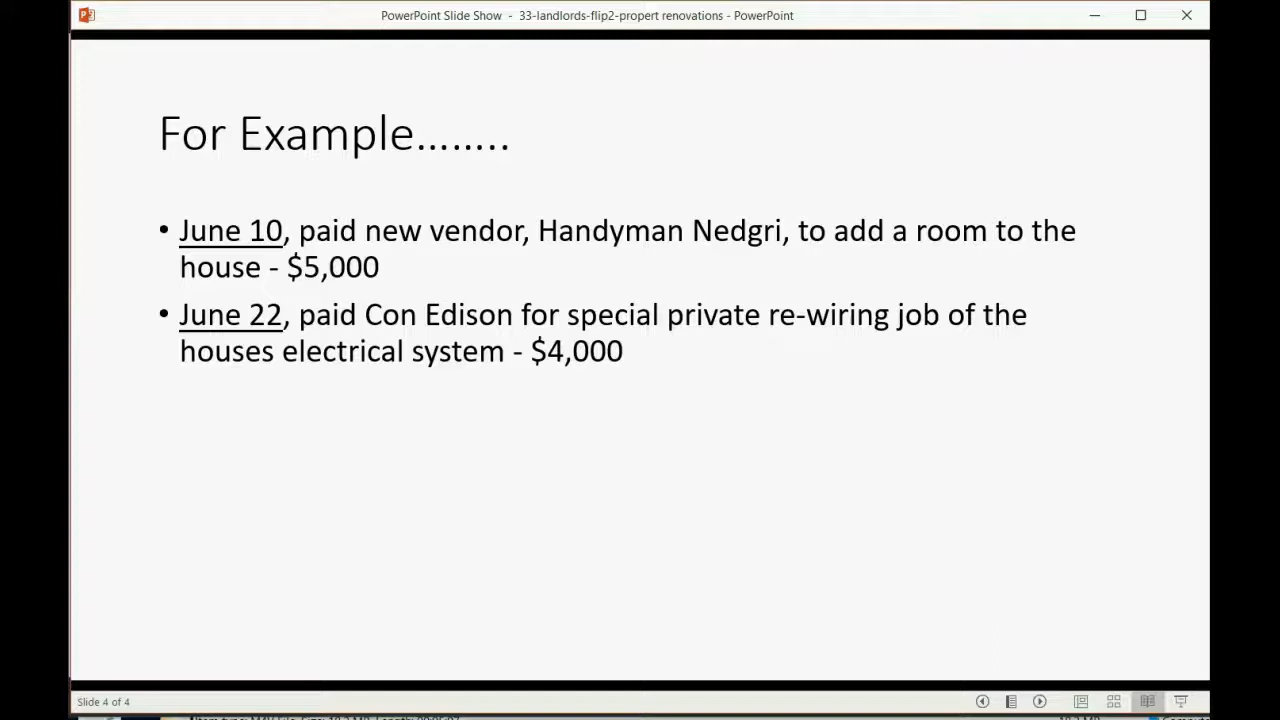 PowerPoint Slide Show - 33-landlords-flip2-propert renovations - PowerPoint
For Example........
• June 10, paid new vendor, Handyman Nedgri, to add a room to the
house - $5,000
• June 22, paid Con Edison for special private re-wiring job of the
houses electrical system - $4,000
Slide 4 of 4